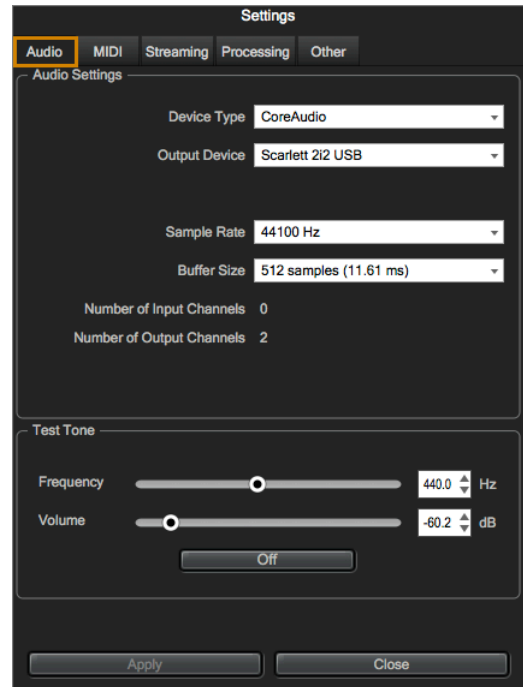 Settings
Audio MIDI Streaming Processing Other
Audio Settings
Device Type CoreAudio
Output Device Scarlett 2i2 USB
Sample Rate 44100 Hz
Buffer Size 512 samples (11.61 ms)
Number of Input Channels 0
Number of Output Channels 2
Test Tone
Frequency 440.0 Hz
Volume -60.2 dB
Off
Apply Close